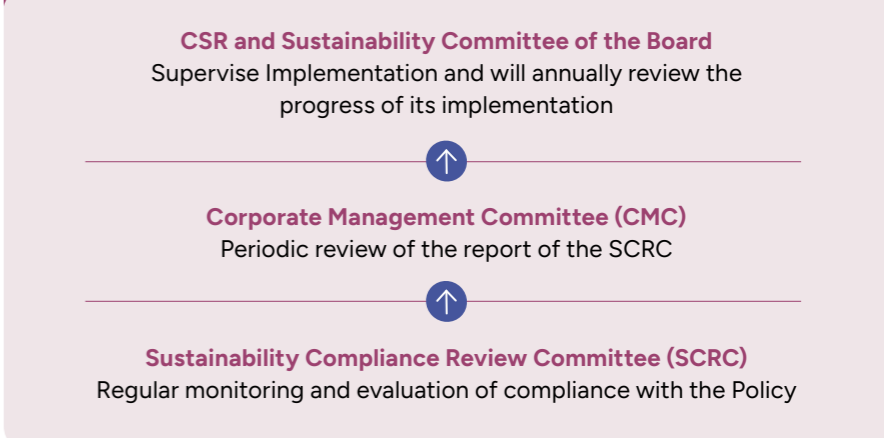 CSR and Sustainability Committee of the Board
Supervise Implementation and will annually review the
progress of its implementation
Corporate Management Committee (CMC)
Periodic review of the report of the SCRC
Sustainability Compliance Review Committee (SCRC)
Regular monitoring and evaluation of compliance with the Policy